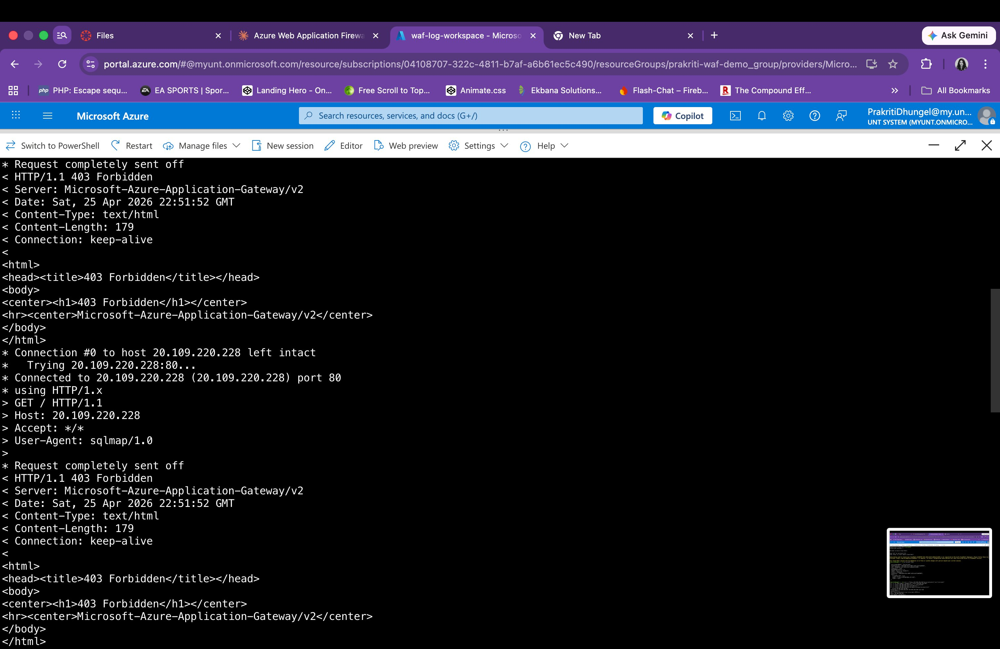 Files
Azure Web Application Firewa
waf-log-workspace - Microso
New Tab
Ask Gemini
portal.azure.com/#@myunt.onmicrosoft.com/resource/subscriptions/04108707-322c-4811-b7af-a6b61ec5c490/resourceGroups/prakriti-waf-demo_group/providers/Micro...
php PHP: Escape sequ...
EA SPORTS | Spor...
Landing Hero - On...
Free Scroll to Top...
Animate.css
Ekbana Solutions...
Flash-Chat – Fireb...
R The Compound Eff...
All Bookmarks
Microsoft Azure
Search resources, services, and docs (G+/)
Copilot
PrakritiDhungel@my.un...
UNT SYSTEM (MYUNT.ONMICRO...
Switch to PowerShell
Restart
Manage files
New session
Editor
Web preview
Settings
Help
* Request completely sent off
< HTTP/1.1 403 Forbidden
< Server: Microsoft-Azure-Application-Gateway/v2
< Date: Sat, 25 Apr 2026 22:51:52 GMT
< Content-Type: text/html
< Content-Length: 179
< Connection: keep-alive
<
<html>
<head><title>403 Forbidden</title></head>
<body>
<center><h1>403 Forbidden</h1></center>
<hr><center>Microsoft-Azure-Application-Gateway/v2</center>
</body>
</html>
* Connection #0 to host 20.109.220.228 left intact
*   Trying 20.109.220.228:80...
* Connected to 20.109.220.228 (20.109.220.228) port 80
* using HTTP/1.x
> GET / HTTP/1.1
> Host: 20.109.220.228
> Accept: */*
> User-Agent: sqlmap/1.0
>
* Request completely sent off
< HTTP/1.1 403 Forbidden
< Server: Microsoft-Azure-Application-Gateway/v2
< Date: Sat, 25 Apr 2026 22:51:52 GMT
< Content-Type: text/html
< Content-Length: 179
< Connection: keep-alive
<
<html>
<head><title>403 Forbidden</title></head>
<body>
<center><h1>403 Forbidden</h1></center>
<hr><center>Microsoft-Azure-Application-Gateway/v2</center>
</body>
</html>